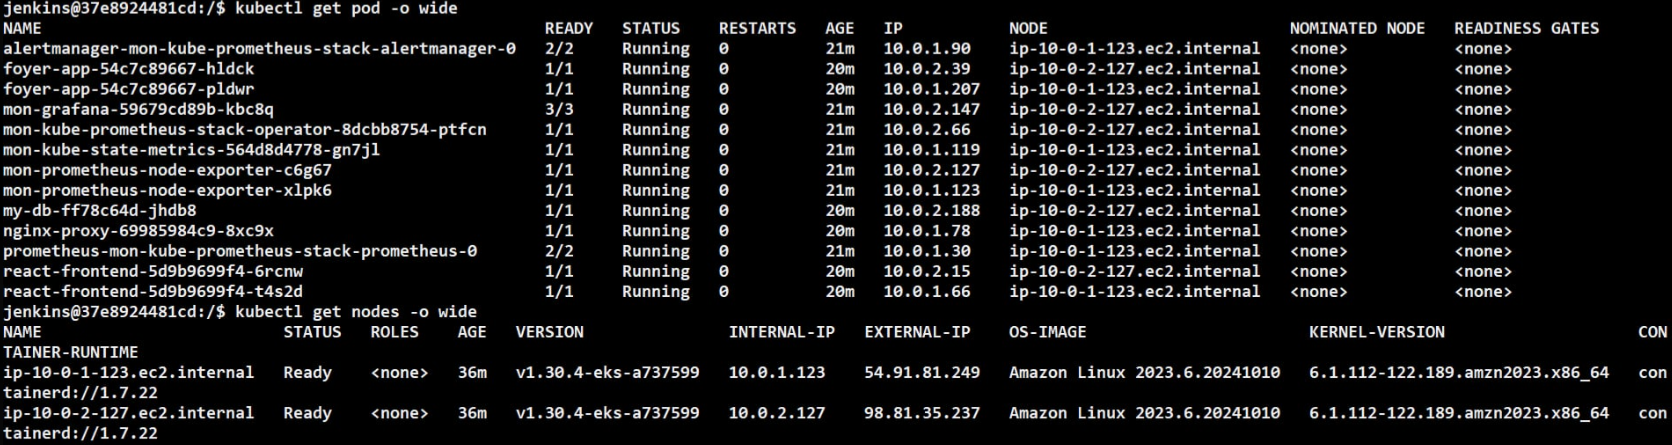 jenkins@37e8924481cd:/$ kubectl get pod -o wide
NAME READY STATUS RESTARTS AGE IP NODE NOMINATED NODE READINESS GATES
alertmanager-mon-kube-prometheus-stack-alertmanager-0 2/2 Running 0 21m 10.0.1.90 ip-10-0-1-123.ec2.internal <none> <none>
foyer-app-54c7c89667-hldck 1/1 Running 0 20m 10.0.2.39 ip-10-0-2-127.ec2.internal <none> <none>
foyer-app-54c7c89667-pldwr 1/1 Running 0 20m 10.0.1.207 ip-10-0-1-123.ec2.internal <none> <none>
mon-grafana-59679cd89b-kbc8q 3/3 Running 0 21m 10.0.2.147 ip-10-0-2-127.ec2.internal <none> <none>
mon-kube-prometheus-stack-operator-8dcbb8754-ptfcn 1/1 Running 0 21m 10.0.2.66 ip-10-0-2-127.ec2.internal <none> <none>
mon-kube-state-metrics-564d8d4778-gn7jl 1/1 Running 0 21m 10.0.1.119 ip-10-0-1-123.ec2.internal <none> <none>
mon-prometheus-node-exporter-c6g67 1/1 Running 0 21m 10.0.2.127 ip-10-0-2-127.ec2.internal <none> <none>
mon-prometheus-node-exporter-xlpk6 1/1 Running 0 21m 10.0.1.123 ip-10-0-1-123.ec2.internal <none> <none>
my-db-ff78c64d-jhdb8 1/1 Running 0 20m 10.0.2.188 ip-10-0-2-127.ec2.internal <none> <none>
nginx-proxy-69985984c9-8xc9x 1/1 Running 0 20m 10.0.1.78 ip-10-0-1-123.ec2.internal <none> <none>
prometheus-mon-kube-prometheus-stack-prometheus-0 2/2 Running 0 21m 10.0.1.30 ip-10-0-1-123.ec2.internal <none> <none>
react-frontend-5d9b9699f4-6rcnw 1/1 Running 0 20m 10.0.2.15 ip-10-0-2-127.ec2.internal <none> <none>
react-frontend-5d9b9699f4-t4s2d 1/1 Running 0 20m 10.0.1.66 ip-10-0-1-123.ec2.internal <none> <none>
jenkins@37e8924481cd:/$ kubectl get nodes -o wide
NAME STATUS ROLES AGE VERSION INTERNAL-IP EXTERNAL-IP OS-IMAGE KERNEL-VERSION CON
TAINER-RUNTIME
ip-10-0-1-123.ec2.internal Ready <none> 36m v1.30.4-eks-a737599 10.0.1.123 54.91.81.249 Amazon Linux 2023.6.20241010 6.1.112-122.189.amzn2023.x86_64 con
tainerd://1.7.22
ip-10-0-2-127.ec2.internal Ready <none> 36m v1.30.4-eks-a737599 10.0.2.127 98.81.35.237 Amazon Linux 2023.6.20241010 6.1.112-122.189.amzn2023.x86_64 con
tainerd://1.7.22